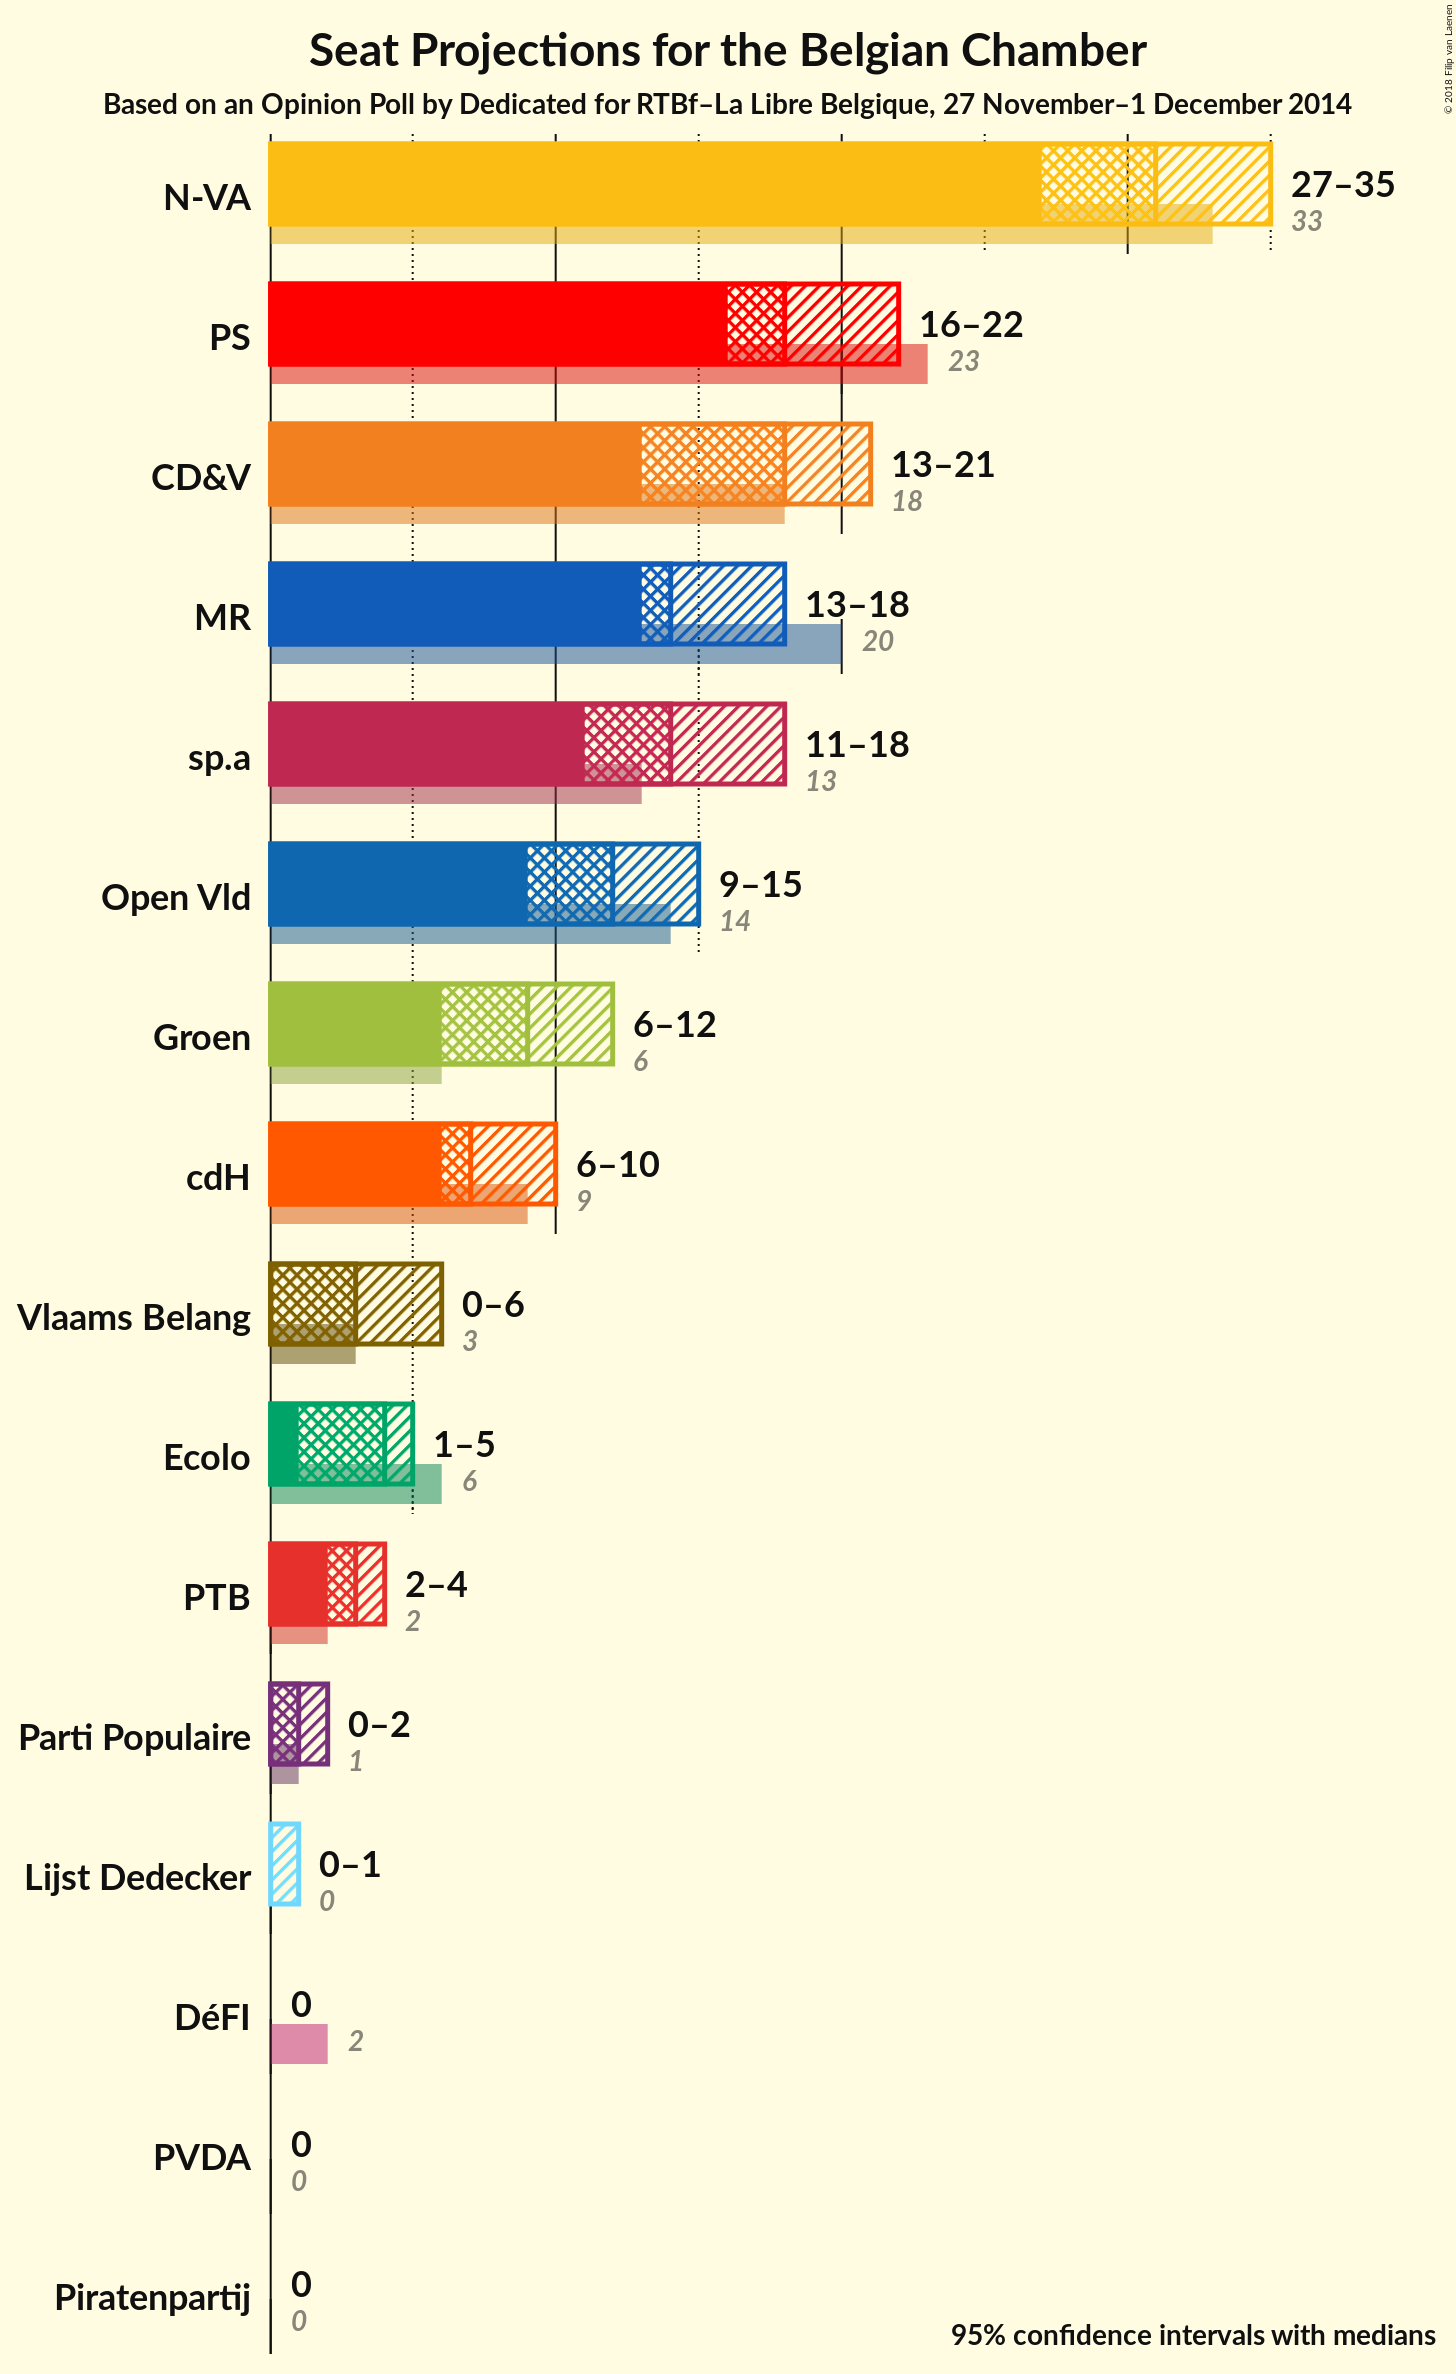 Seat Projections for the Belgian Chamber
Based on an Opinion Poll by Dedicated for RTBf–La Libre Belgique, 27 November–1 December 2014
© 2018 Filip van Laenen
N-VA
27–35
33
PS
16–22
23
CD&V
13–21
18
MR
13–18
20
sp.a
11–18
13
Open Vld
9–15
14
Groen
6–12
6
cdH
6–10
9
Vlaams Belang
0–6
3
Ecolo
1–5
6
PTB
2–4
2
Parti Populaire
0–2
1
Lijst Dedecker
0–1
0
DéFI
0
2
PVDA
0
0
Piratenpartij
0
0
95% confidence intervals with medians